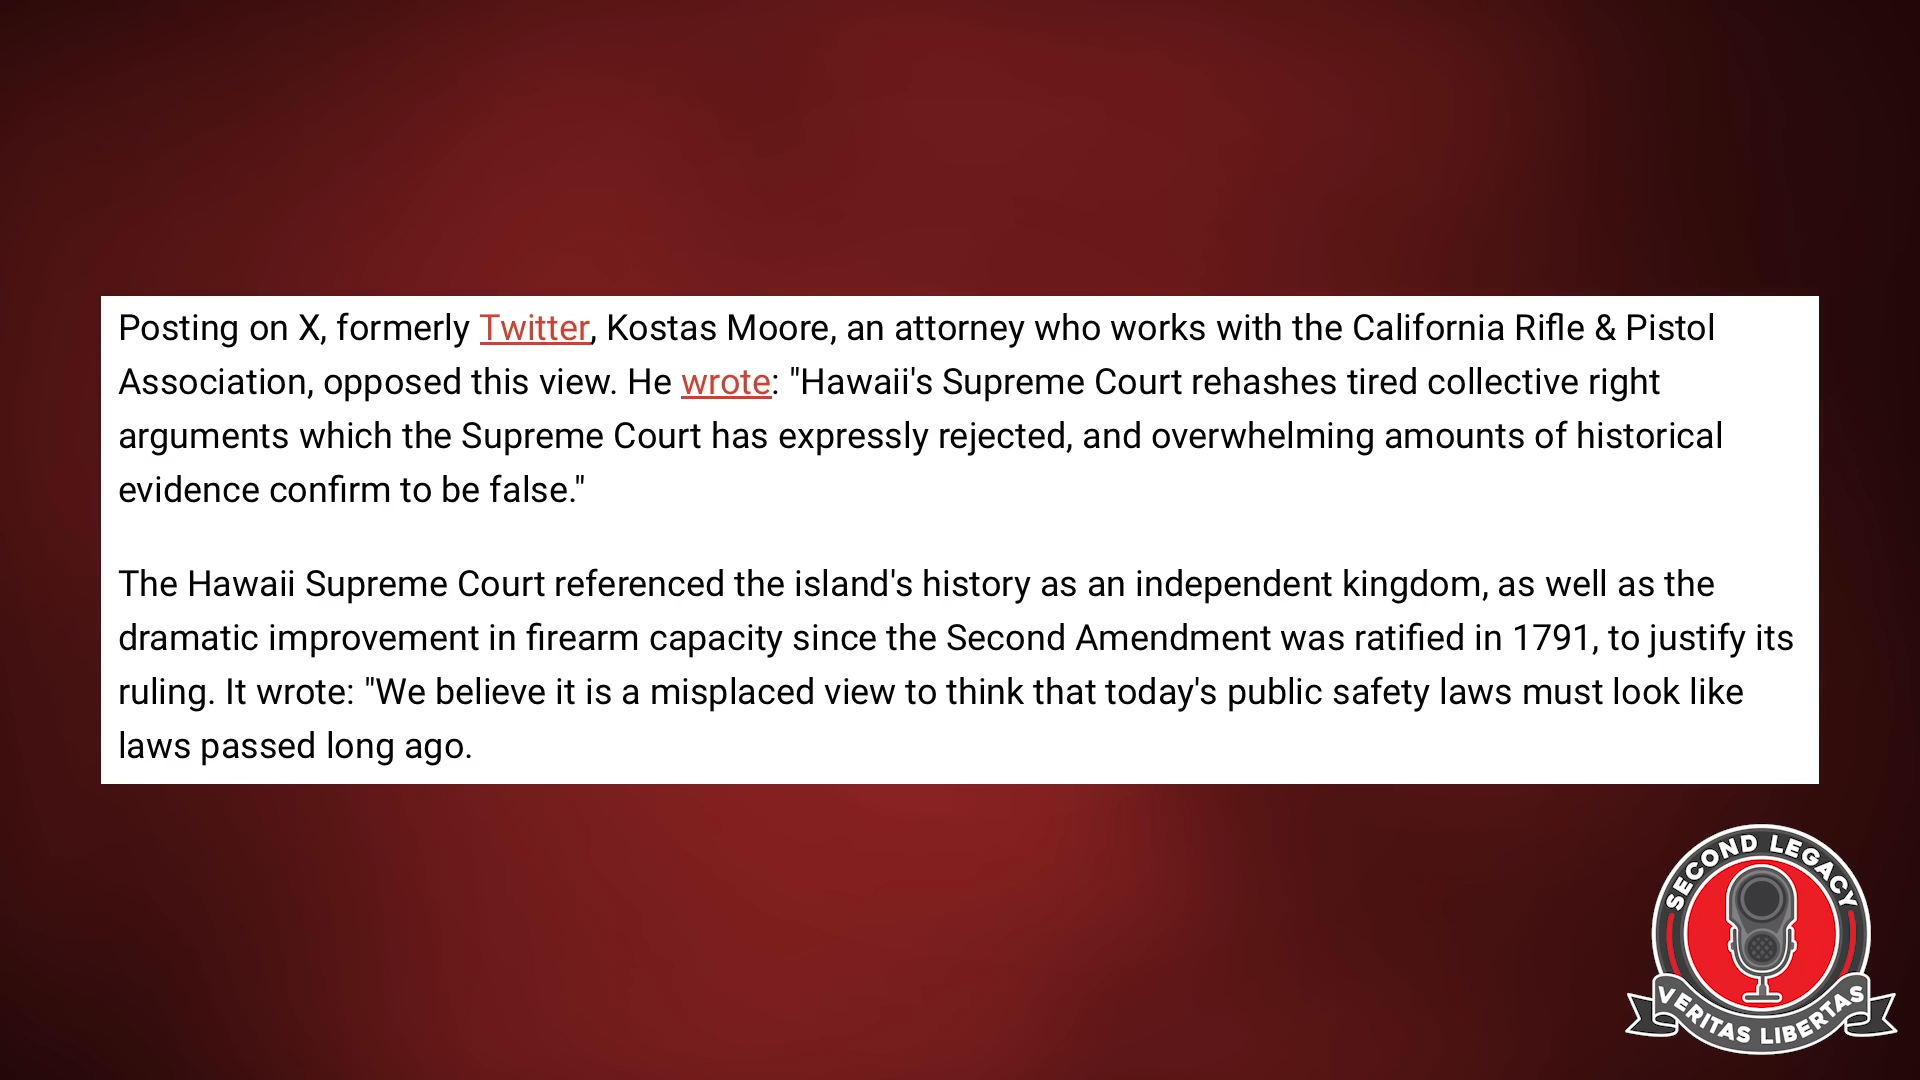 Posting on X, formerly Twitter, Kostas Moore, an attorney who works with the California Rifle & Pistol
Association, opposed this view. He wrote: "Hawaii's Supreme Court rehashes tired collective right
arguments which the Supreme Court has expressly rejected, and overwhelming amounts of historical
evidence confirm to be false."
The Hawaii Supreme Court referenced the island's history as an independent kingdom, as well as the
dramatic improvement in firearm capacity since the Second Amendment was ratified in 1791, to justify its
ruling. It wrote: "We believe it is a misplaced view to think that today's public safety laws must look like
laws passed long ago.
SECOND LEGACY
VERITAS LIBERTAS